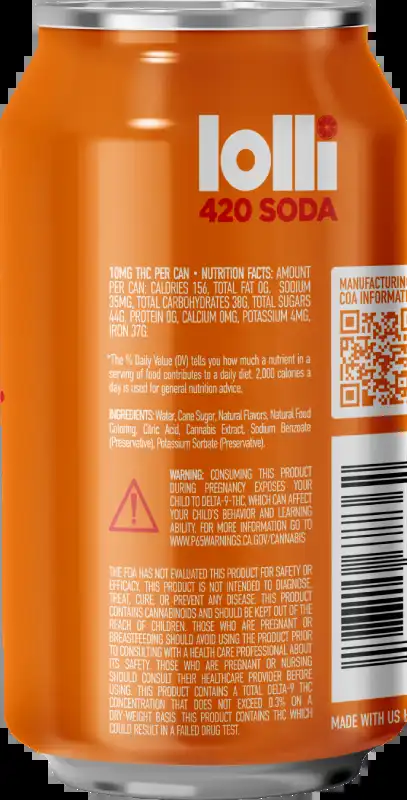 lolli
420 SODA
10MG THC PER CAN • NUTRITION FACTS: AMOUNT
PER CAN: CALORIES 156, TOTAL FAT 0G, SODIUM
35MG, TOTAL CARBOHYDRATES 38G, TOTAL SUGARS
44G, PROTEIN 0G, CALCIUM 0MG, POTASSIUM 4MG,
IRON 37G.
*The % Daily Value (DV) tells you how much a nutrient in a
serving of food contributes to a daily diet. 2,000 calories a
day is used for general nutrition advice.
INGREDIENTS: Water, Cane Sugar, Natural Flavors, Natural Food
Coloring, Citric Acid, Cannabis Extract, Sodium Benzoate
(Preservative), Potassium Sorbate (Preservative).
WARNING: CONSUMING THIS PRODUCT
DURING PREGNANCY EXPOSES YOUR
CHILD TO DELTA-9-THC, WHICH CAN AFFECT
YOUR CHILD'S BEHAVIOR AND LEARNING
ABILITY. FOR MORE INFORMATION GO TO
WWW.P65WARNINGS.CA.GOV/CANNABIS
THE FDA HAS NOT EVALUATED THIS PRODUCT FOR SAFETY OR
EFFICACY. THIS PRODUCT IS NOT INTENDED TO DIAGNOSE,
TREAT, CURE, OR PREVENT ANY DISEASE. THIS PRODUCT
CONTAINS CANNABINOIDS AND SHOULD BE KEPT OUT OF THE
REACH OF CHILDREN. THOSE WHO ARE PREGNANT OR
BREASTFEEDING SHOULD AVOID USING THE PRODUCT PRIOR
TO CONSULTING WITH A HEALTH CARE PROFESSIONAL ABOUT
ITS SAFETY. THOSE WHO ARE PREGNANT OR NURSING
SHOULD CONSULT THEIR HEALTHCARE PROVIDER BEFORE
USING. THIS PRODUCT CONTAINS A TOTAL DELTA-9 THC
CONCENTRATION THAT DOES NOT EXCEED 0.3% ON A
DRY-WEIGHT BASIS. THIS PRODUCT CONTAINS THC WHICH
COULD RESULT IN A FAILED DRUG TEST.
MANUFACTURING
COA INFORMATI
MADE WITH US